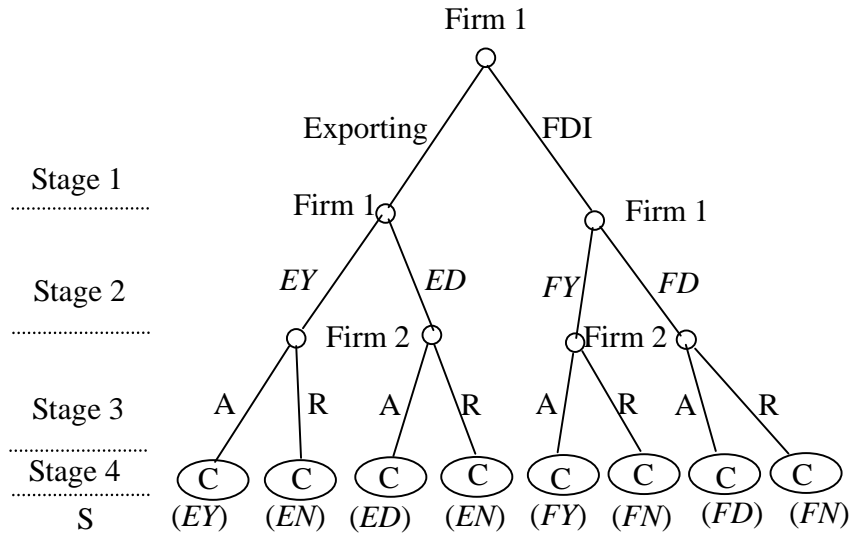 Firm 1
Exporting FDI
Stage 1
Firm 1 Firm 1
Stage 2 EY ED FY FD
Firm 2 Firm 2
Stage 3 A R A R A R A R
Stage 4 C C C C C C C C
S (EY) (EN) (ED) (EN) (FY) (FN) (FD) (FN)